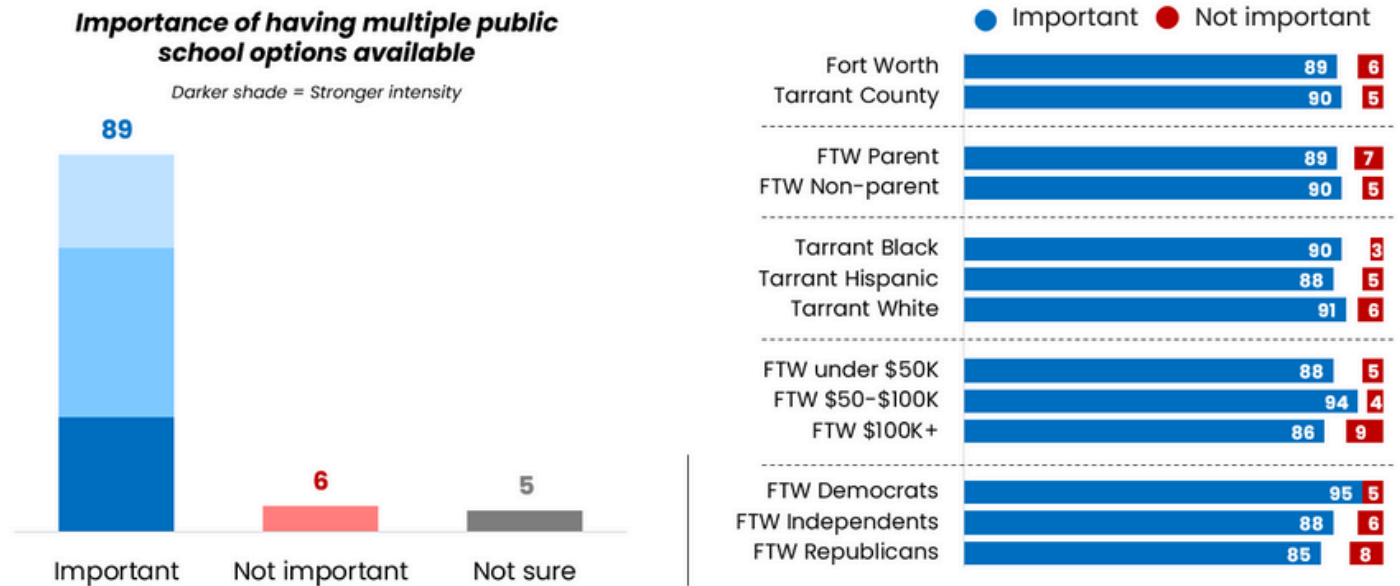 Importance of having multiple public
school options available
Darker shade = Stronger intensity
89
6
5
Important
Not important
Not sure
Important Not important
Fort Worth 89 6
Tarrant County 90 5
FTW Parent 89 7
FTW Non-parent 90 5
Tarrant Black 90 3
Tarrant Hispanic 88 5
Tarrant White 91 6
FTW under $50K 88 5
FTW $50-$100K 94 4
FTW $100K+ 86 9
FTW Democrats 95 5
FTW Independents 88 6
FTW Republicans 85 8